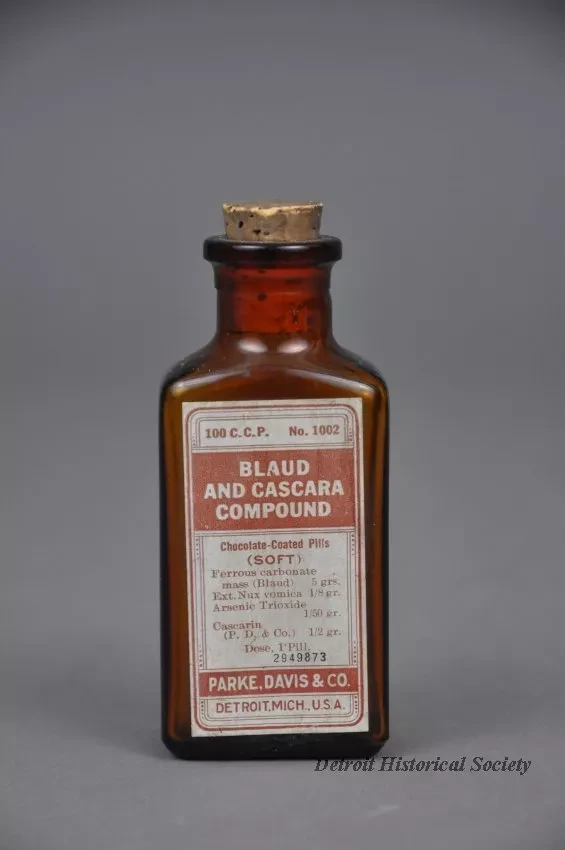 100 C.C.P. No. 1002
BLAUD
AND CASCARA
COMPOUND
Chocolate-Coated Pills
(SOFT)
Ferrous carbonate
mass (Blaud) 5 grs.
Ext. Nux vomica 1/8 gr.
Arsenic Trioxide
1/50 gr.
Cascarin
(P. D. & Co.) 1/2 gr.
Dose, 1 Pill.
2949873
PARKE, DAVIS & CO.
DETROIT, MICH., U.S.A.
Detroit Historical Society